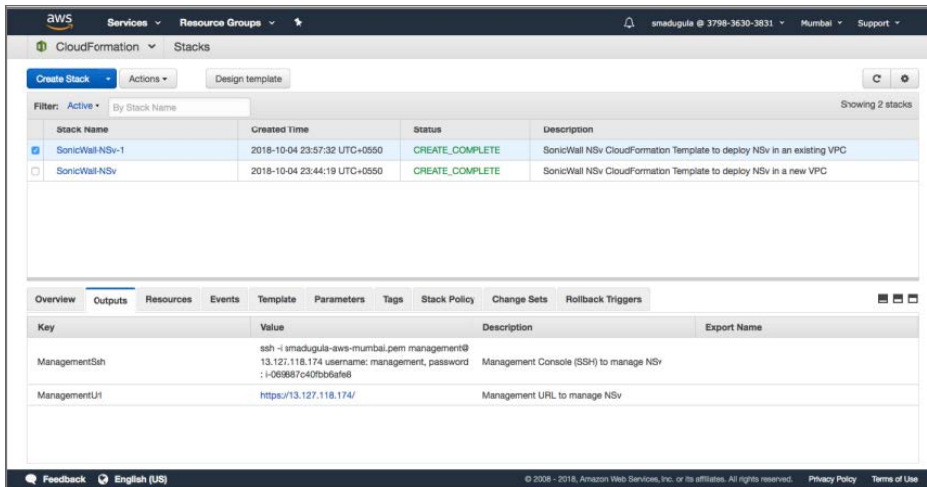 aws Services Resource Groups smadugula @ 3798-3630-3831 Mumbai Support
CloudFormation Stacks
Create Stack Actions Design template
Filter: Active By Stack Name Showing 2 stacks
Stack Name Created Time Status Description
SonicWall-NSv-1 2018-10-04 23:57:32 UTC+0550 CREATE_COMPLETE SonicWall NSv CloudFormation Template to deploy NSv in an existing VPC
SonicWall-NSv 2018-10-04 23:44:19 UTC+0550 CREATE_COMPLETE SonicWall NSv CloudFormation Template to deploy NSv in a new VPC
Overview Outputs Resources Events Template Parameters Tags Stack Policy Change Sets Rollback Triggers
Key Value Description Export Name
ssh -i smadugula-aws-mumbai.pem management@
ManagementSsh 13.127.118.174 username: management, password Management Console (SSH) to manage NSv
: i-069887c40fbb6afe8
ManagementUrl https://13.127.118.174/ Management URL to manage NSv
Feedback English (US) © 2008 - 2018, Amazon Web Services, Inc. or its affiliates. All rights reserved. Privacy Policy Terms of Use